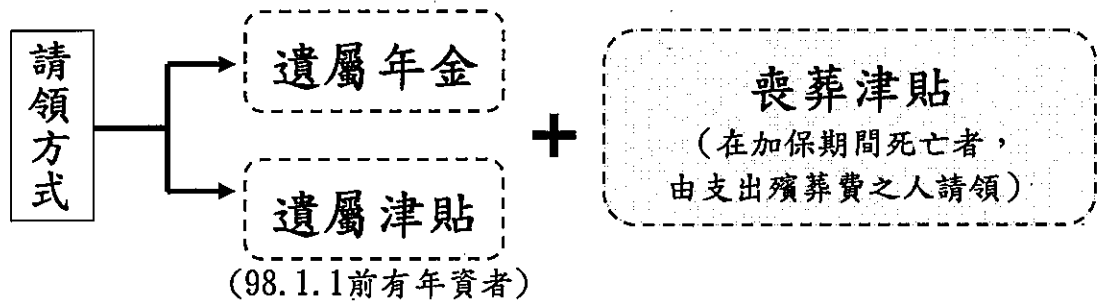 請領方式
遺屬年金
遺屬津貼
(98.1.1前有年資者)
+
喪葬津貼
(在加保期間死亡者,
由支出殯葬費之人請領)